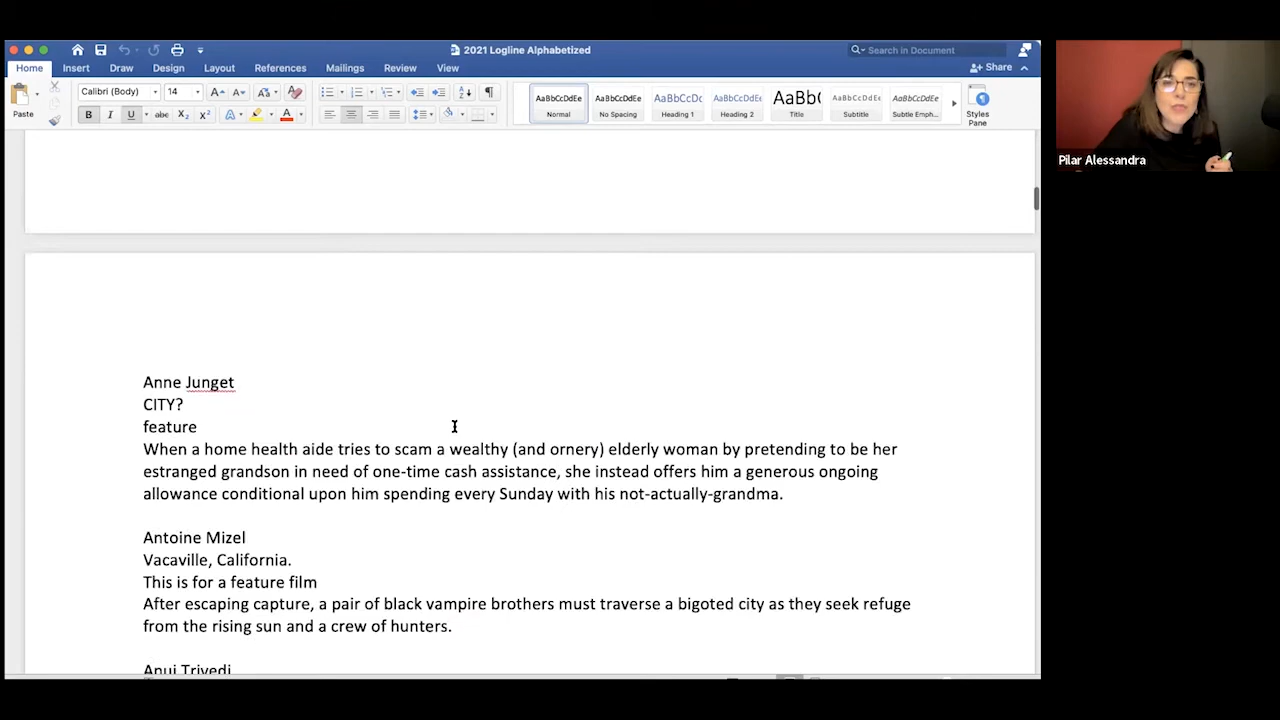 2021 Logline Alphabetized
Search in Document
Home Insert Draw Design Layout References Mailings Review View
Share
Paste
Calibri (Body) 14
AaBbCcDdEe Normal
AaBbCcDdEe No Spacing
AaBbCcDc Heading 1
AaBbCcDdEe Heading 2
AaBb( Title
AaBbCcDdEe Subtitle
AaBbCcDdEe Subtle Emph...
Styles Pane
Pilar Alessandra
Anne Junget
CITY?
feature
When a home health aide tries to scam a wealthy (and ornery) elderly woman by pretending to be her
estranged grandson in need of one-time cash assistance, she instead offers him a generous ongoing
allowance conditional upon him spending every Sunday with his not-actually-grandma.
Antoine Mizel
Vacaville, California.
This is for a feature film
After escaping capture, a pair of black vampire brothers must traverse a bigoted city as they seek refuge
from the rising sun and a crew of hunters.
Anuj Trivedi